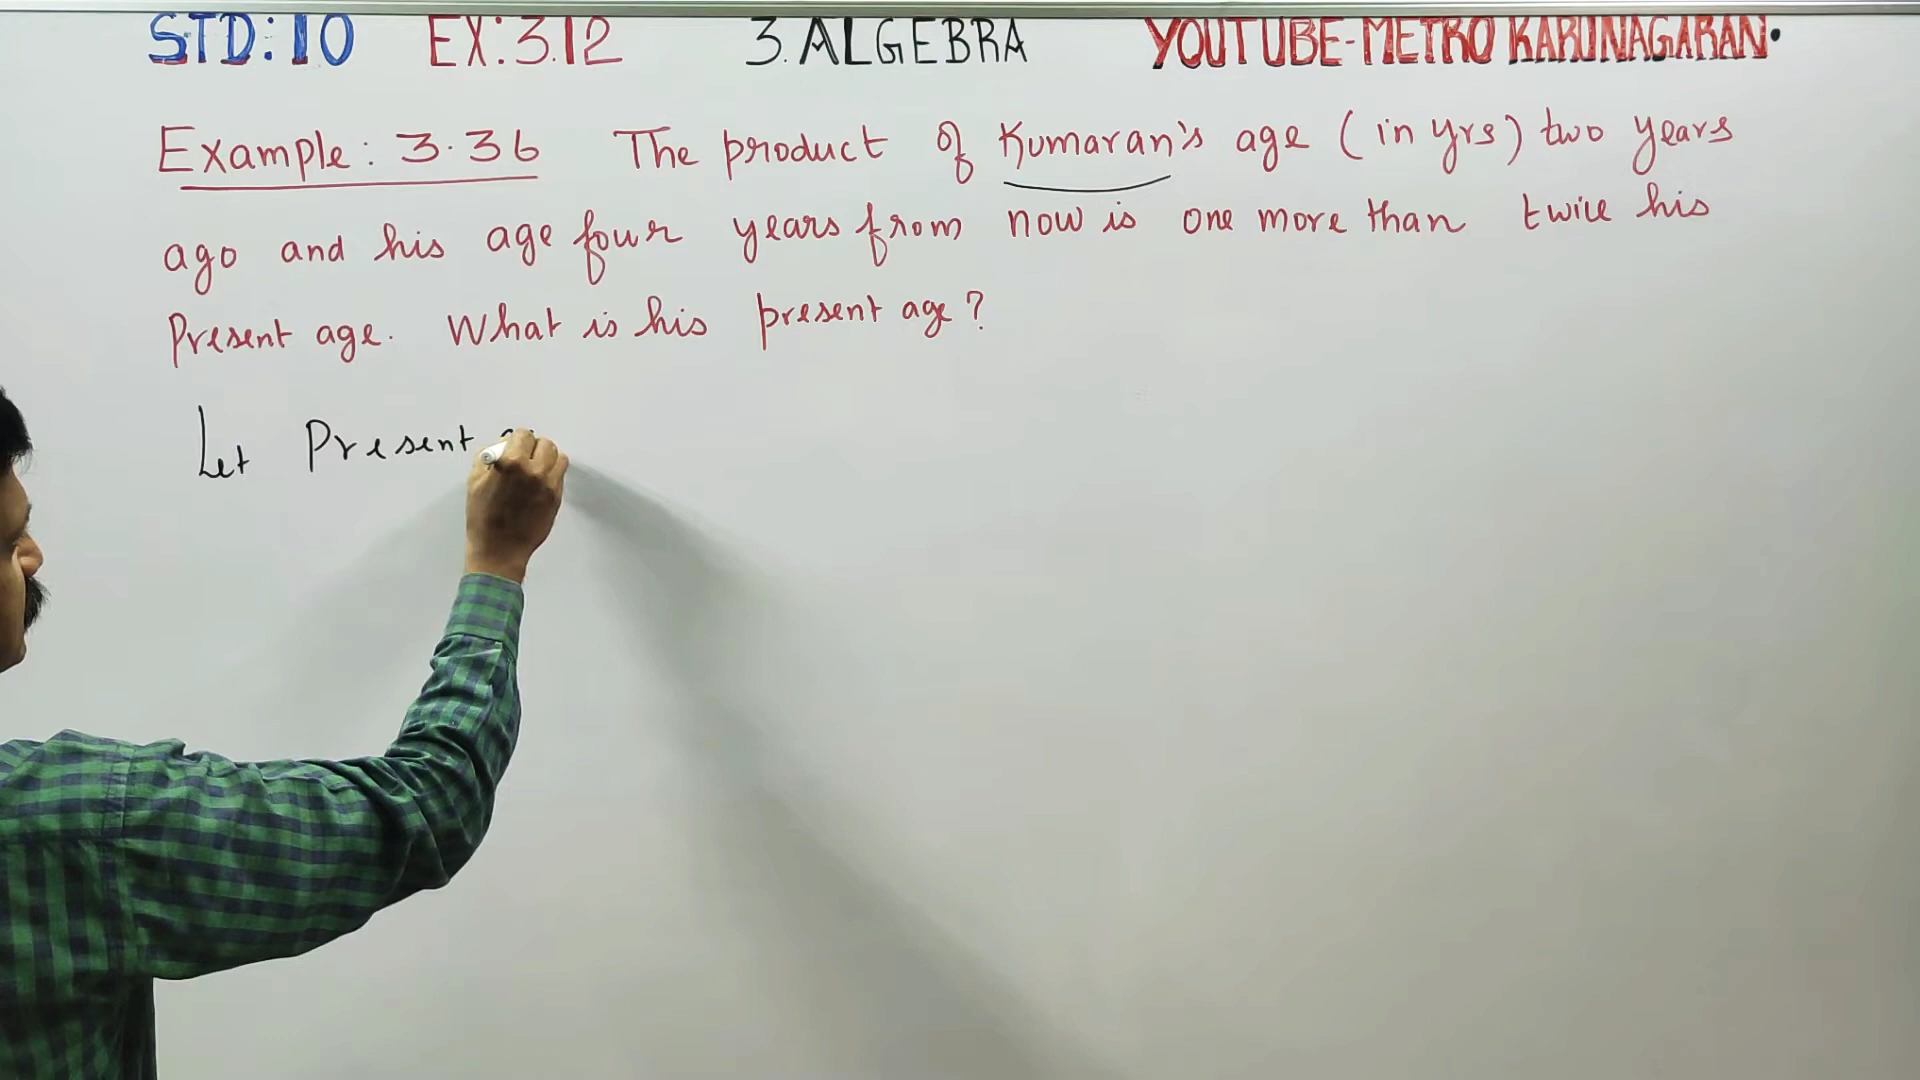 STD:10 EX:3.12 3.ALGEBRA YOUTUBE-METRO KARUNAGARAN.
Example: 3.36 The product of Kumaran's age (in yrs) two years
ago and his age four years from now is one more than twice his
Present age. What is his present age?
Let Present